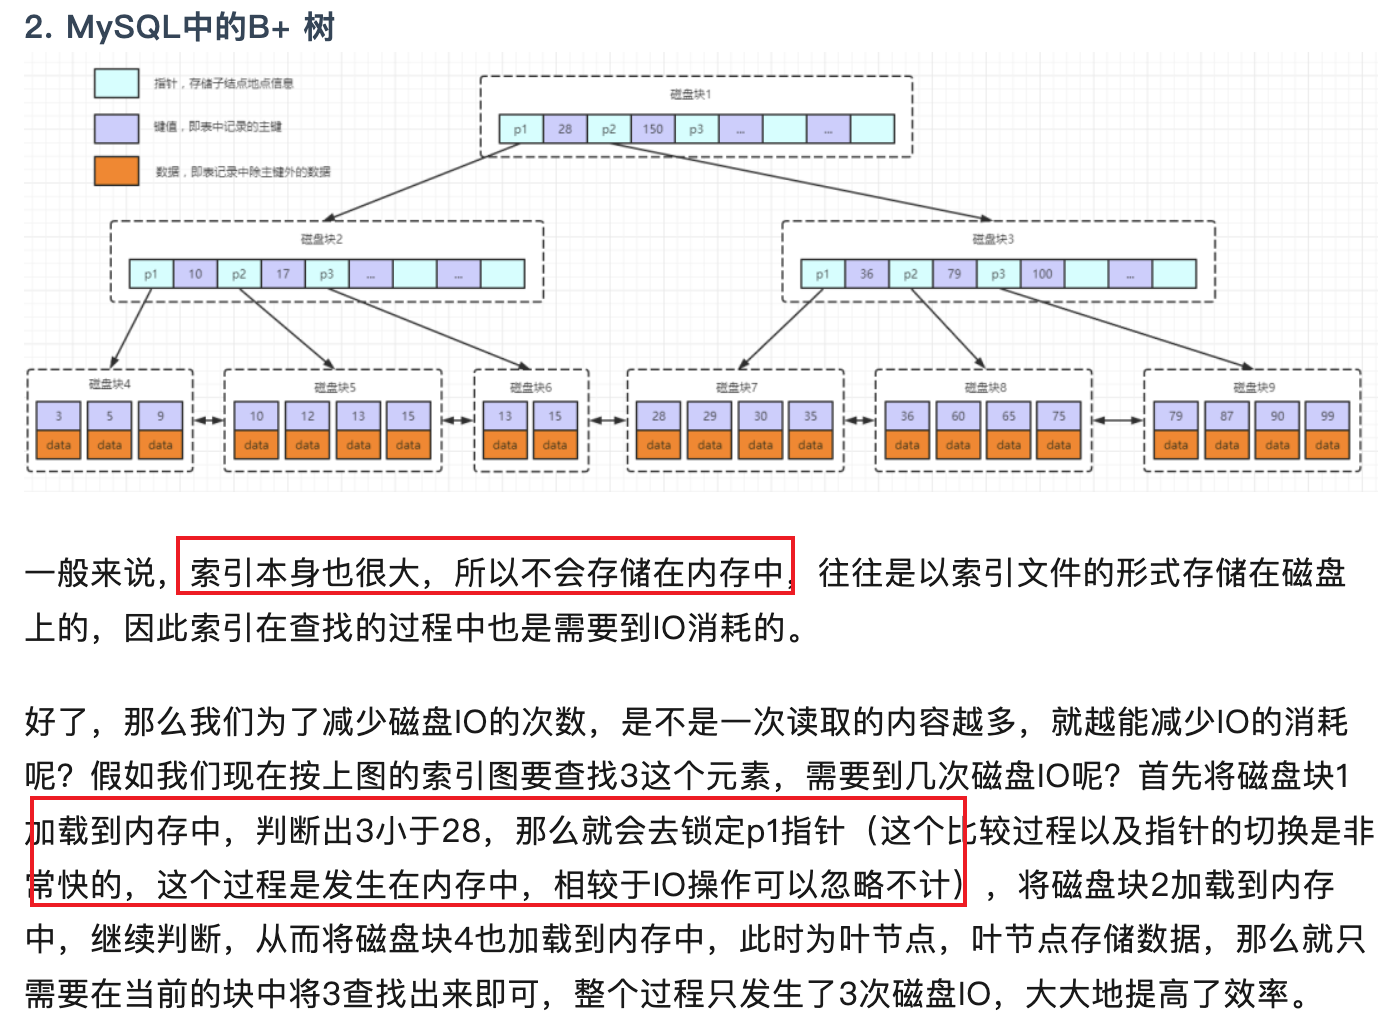 2. MySQL中的B+ 树
指针，存储子结点地点信息
键值，即表中记录的主键
数据，即表记录中除主键外的数据
磁盘块1
p1 28 p2 150 p3 ... ...
磁盘块2
p1 10 p2 17 p3 ... ...
磁盘块3
p1 36 p2 79 p3 100 ...
磁盘块4
3 5 9
data data data
磁盘块5
10 12 13 15
data data data data
磁盘块6
13 15
data data
磁盘块7
28 29 30 35
data data data data
磁盘块8
36 60 65 75
data data data data
磁盘块9
79 87 90 99
data data data data
一般来说，索引本身也很大，所以不会存储在内存中，往往是以索引文件的形式存储在磁盘
上的，因此索引在查找的过程中也是需要到IO消耗的。
好了，那么我们为了减少磁盘IO的次数，是不是一次读取的内容越多，就越能减少IO的消耗
呢？假如我们现在按上图的索引图要查找3这个元素，需要到几次磁盘IO呢？首先将磁盘块1
加载到内存中，判断出3小于28，那么就会去锁定p1指针（这个比较过程以及指针的切换是非
常快的，这个过程是发生在内存中，相较于IO操作可以忽略不计），将磁盘块2加载到内存
中，继续判断，从而将磁盘块4也加载到内存中，此时为叶节点，叶节点存储数据，那么就只
需要在当前的块中将3查找出来即可，整个过程只发生了3次磁盘IO，大大地提高了效率。